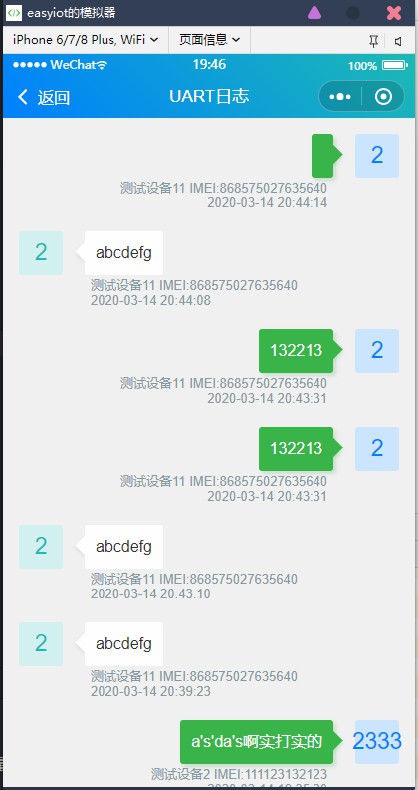 easyiot的模拟器
iPhone 6/7/8 Plus, WiFi 页面信息
WeChat 19:46 100%
返回 UART日志
2
测试设备11 IMEI:868575027635640
2020-03-14 20:44:14
2 abcdefg
测试设备11 IMEI:868575027635640
2020-03-14 20:44:08
132213 2
测试设备11 IMEI:868575027635640
2020-03-14 20:43:31
132213 2
测试设备11 IMEI:868575027635640
2020-03-14 20:43:31
2 abcdefg
测试设备11 IMEI:868575027635640
2020-03-14 20:43:10
2 abcdefg
测试设备11 IMEI:868575027635640
2020-03-14 20:39:23
a's'da's啊实打实的 2333
测试设备2 IMEI:111123132123